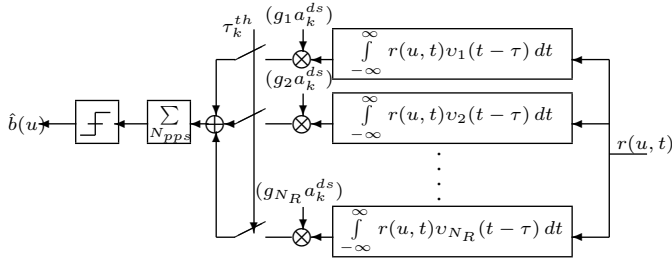 τ_k^{th}
(g_1 a_k^{ds})
∫_{-∞}^{∞} r(u, t)υ_1(t − τ) dt
(g_2 a_k^{ds})
∫_{-∞}^{∞} r(u, t)υ_2(t − τ) dt
b̂(u)
∑_{N_{pps}}
r(u, t)
(g_{N_R} a_k^{ds})
∫_{-∞}^{∞} r(u, t)υ_{N_R}(t − τ) dt